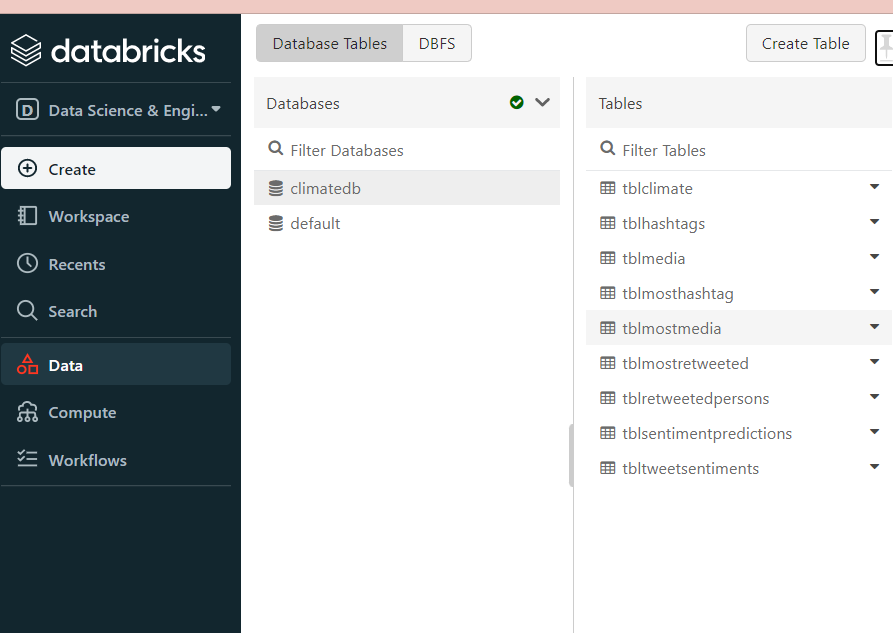 databricks
D Data Science & Engi...
Create
Workspace
Recents
Search
Data
Compute
Workflows
Database Tables DBFS Create Table
Databases
Filter Databases
climatedb
default
Tables
Filter Tables
tblclimate
tblhashtags
tblmedia
tblmosthashtag
tblmostmedia
tblmostretweeted
tblretweetedpersons
tblsentimentpredictions
tbltweetsentiments